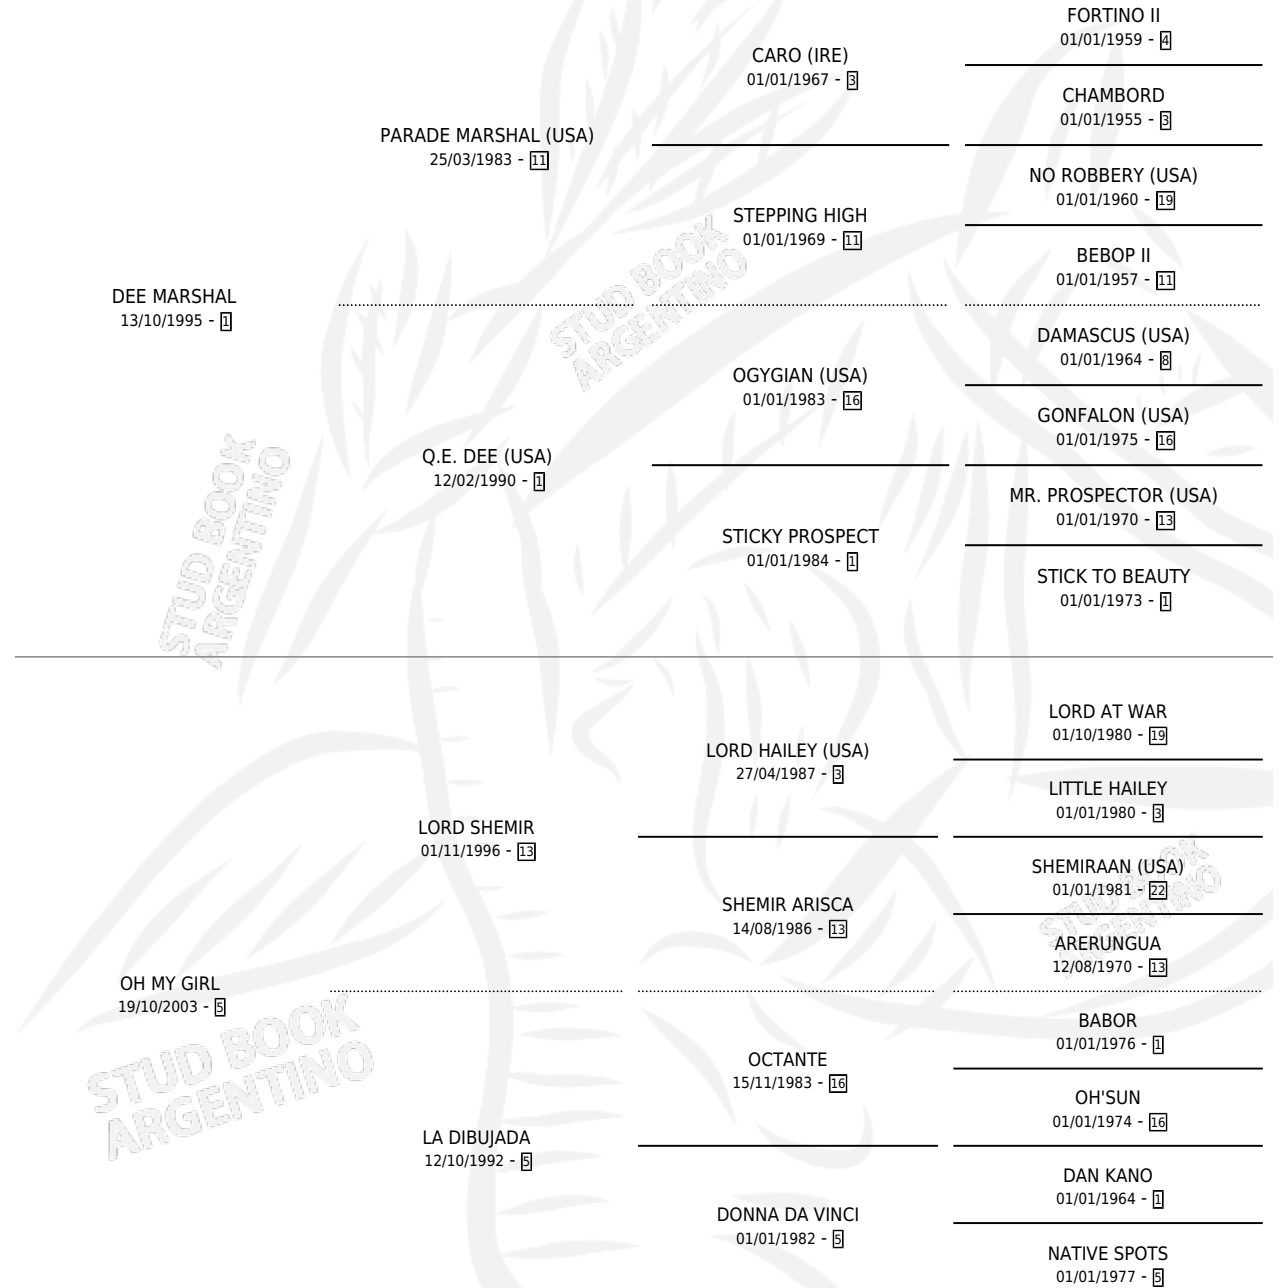 FORTINO II
01/01/1959 - 4
CARO (IRE)
01/01/1967 - 3
CHAMBORD
01/01/1955 - 3
PARADE MARSHAL (USA)
25/03/1983 - 11
NO ROBBERY (USA)
01/01/1960 - 19
STEPPING HIGH
01/01/1969 - 11
BEBOP II
01/01/1957 - 11
DEE MARSHAL
13/10/1995 - 1
STUD BOOK
ARGENTINO
DAMASCUS (USA)
01/01/1964 - 8
OGYGIAN (USA)
01/01/1983 - 16
GONFALON (USA)
01/01/1975 - 16
Q.E. DEE (USA)
12/02/1990 - 1
MR. PROSPECTOR (USA)
01/01/1970 - 13
STICKY PROSPECT
01/01/1984 - 1
STICK TO BEAUTY
01/01/1973 - 1
STUD BOOK
ARGENTINO
LORD AT WAR
01/10/1980 - 19
LORD HAILEY (USA)
27/04/1987 - 3
LITTLE HAILEY
01/01/1980 - 3
LORD SHEMIR
01/11/1996 - 13
SHEMIRAAN (USA)
01/01/1981 - 22
SHEMIR ARISCA
14/08/1986 - 13
STUD BOOK
ARGENTINO
ARERUNGUA
12/08/1970 - 13
OH MY GIRL
19/10/2003 - 5
STUD BOOK
ARGENTINO
BABOR
01/01/1976 - 1
OCTANTE
15/11/1983 - 16
OH'SUN
01/01/1974 - 16
LA DIBUJADA
12/10/1992 - 5
DAN KANO
01/01/1964 - 1
DONNA DA VINCI
01/01/1982 - 5
NATIVE SPOTS
01/01/1977 - 5